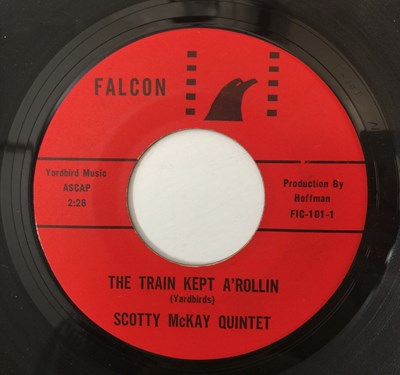 FALCON
Yardbird Music
ASCAP
2:28
Production By
Hoffman
FIC-101-1
THE TRAIN KEPT A'ROLLIN
(Yardbirds)
SCOTTY McKAY QUINTET